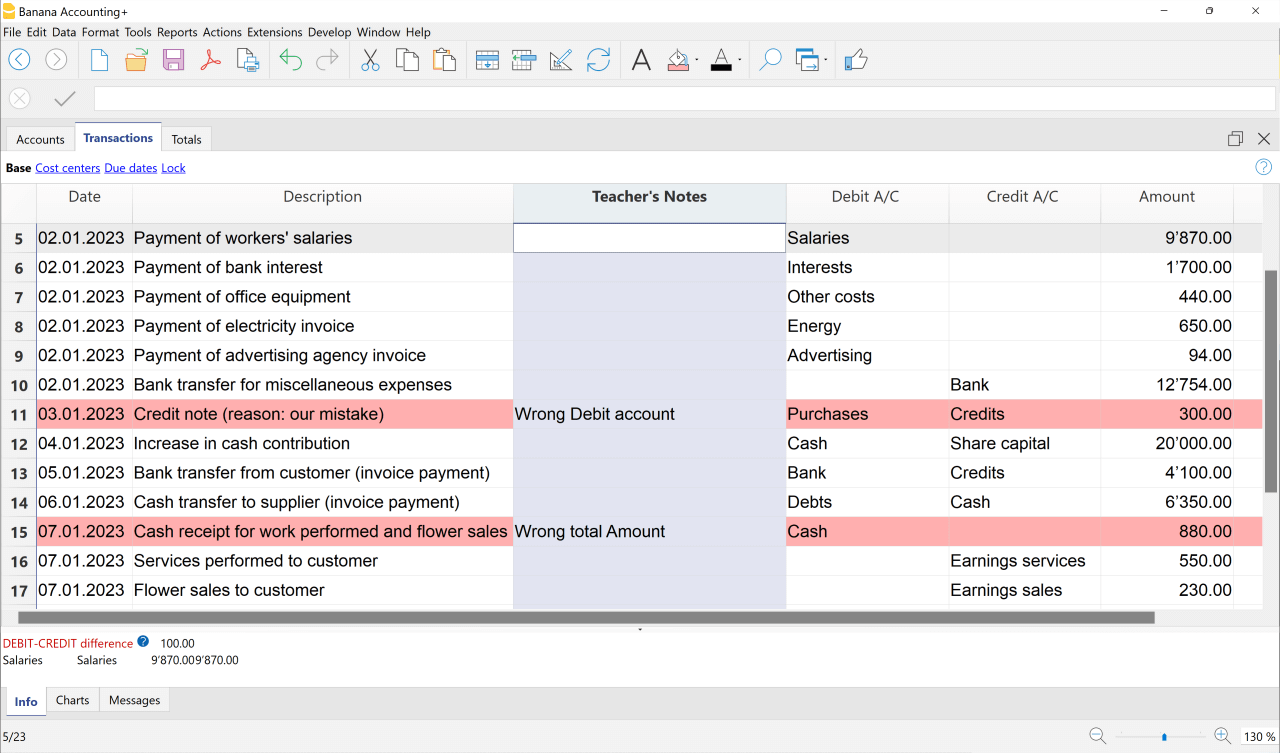 Banana Accounting+
File Edit Data Format Tools Reports Actions Extensions Develop Window Help
Accounts Transactions Totals
Base Cost centers Due dates Lock
Date Description Teacher's Notes Debit A/C Credit A/C Amount
5 02.01.2023 Payment of workers' salaries Salaries 9’870.00
6 02.01.2023 Payment of bank interest Interests 1’700.00
7 02.01.2023 Payment of office equipment Other costs 440.00
8 02.01.2023 Payment of electricity invoice Energy 650.00
9 02.01.2023 Payment of advertising agency invoice Advertising 94.00
10 02.01.2023 Bank transfer for miscellaneous expenses Bank 12’754.00
11 03.01.2023 Credit note (reason: our mistake) Wrong Debit account Purchases Credits 300.00
12 04.01.2023 Increase in cash contribution Cash Share capital 20’000.00
13 05.01.2023 Bank transfer from customer (invoice payment) Bank Credits 4’100.00
14 06.01.2023 Cash transfer to supplier (invoice payment) Debts Cash 6’350.00
15 07.01.2023 Cash receipt for work performed and flower sales Wrong total Amount Cash 880.00
16 07.01.2023 Services performed to customer Earnings services 550.00
17 07.01.2023 Flower sales to customer Earnings sales 230.00
DEBIT-CREDIT difference ? 100.00
Salaries Salaries 9’870.009’870.00
Info Charts Messages
5/23 130 %